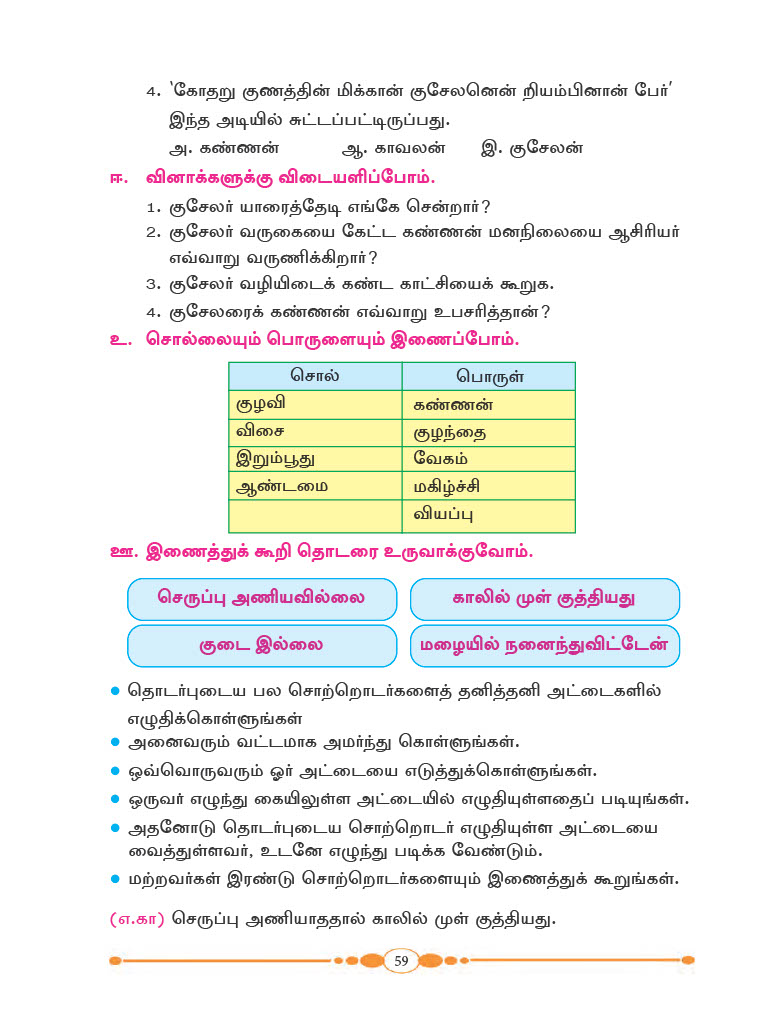 4. ‘கோதறு குணத்தின் மிக்கான் குசேலனென் றியம்பினான் பேர்’
இந்த அடியில் சுட்டப்பட்டிருப்பது.
அ. கண்ணன் ஆ. காவலன் இ. குசேலன்
ஈ. வினாக்களுக்கு விடையளிப்போம்.
1. குசேலர் யாரைத்தேடி எங்கே சென்றார்?
2. குசேலர் வருகையை கேட்ட கண்ணன் மனநிலையை ஆசிரியர்
எவ்வாறு வருணிக்கிறார்?
3. குசேலர் வழியிடைக் கண்ட காட்சியைக் கூறுக.
4. குசேலரைக் கண்ணன் எவ்வாறு உபசரித்தான்?
உ. சொல்லையும் பொருளையும் இணைப்போம்.
சொல் பொருள்
குழவி கண்ணன்
விசை குழந்தை
இறும்பூது வேகம்
ஆண்டமை மகிழ்ச்சி
வியப்பு
ஊ. இணைத்துக் கூறி தொடரை உருவாக்குவோம்.
செருப்பு அணியவில்லை காலில் முள் குத்தியது
குடை இல்லை மழையில் நனைந்துவிட்டேன்
• தொடர்புடைய பல சொற்றொடர்களைத் தனித்தனி அட்டைகளில்
எழுதிக்கொள்ளுங்கள்
• அனைவரும் வட்டமாக அமர்ந்து கொள்ளுங்கள்.
• ஒவ்வொருவரும் ஓர் அட்டையை எடுத்துக்கொள்ளுங்கள்.
• ஒருவர் எழுந்து கையிலுள்ள அட்டையில் எழுதியுள்ளதைப் படியுங்கள்.
• அதனோடு தொடர்புடைய சொற்றொடர் எழுதியுள்ள அட்டையை
வைத்துள்ளவர், உடனே எழுந்து படிக்க வேண்டும்.
• மற்றவர்கள் இரண்டு சொற்றொடர்களையும் இணைத்துக் கூறுங்கள்.
(எ.கா) செருப்பு அணியாததால் காலில் முள் குத்தியது.
59